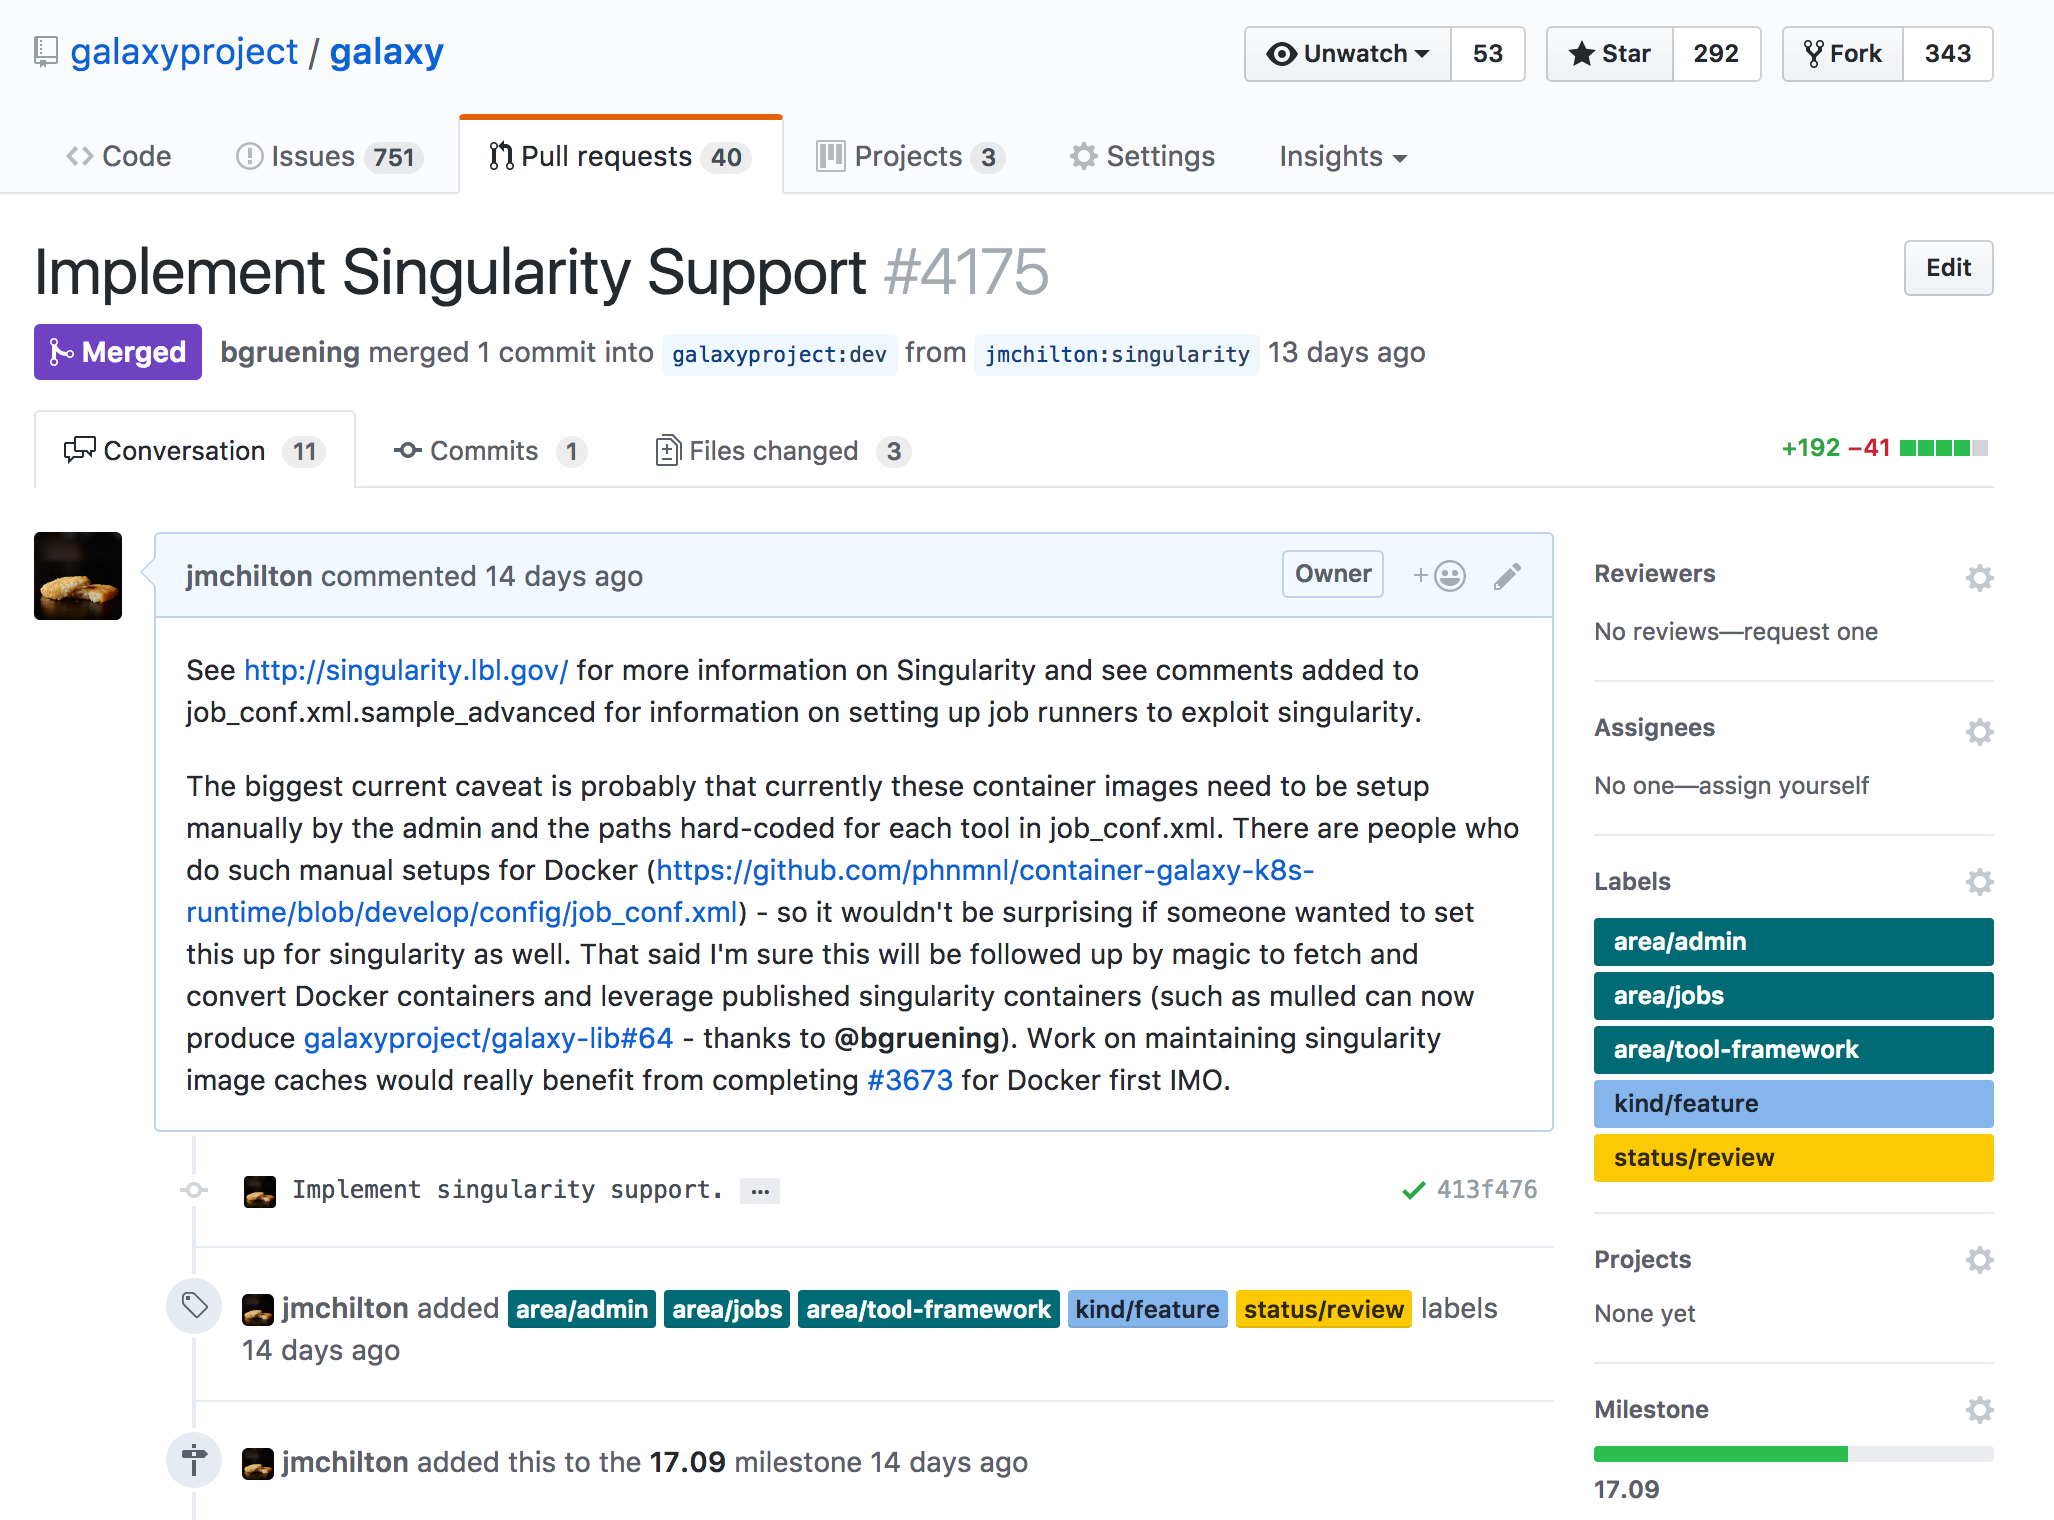 galaxyproject / galaxy
Unwatch 53 Star 292 Fork 343
Code Issues 751 Pull requests 40 Projects 3 Settings Insights
Implement Singularity Support #4175
Edit
Merged bgruening merged 1 commit into galaxyproject:dev from jmchilton:singularity 13 days ago
Conversation 11 Commits 1 Files changed 3 +192 −41
jmchilton commented 14 days ago Owner +
See http://singularity.lbl.gov/ for more information on Singularity and see comments added to
job_conf.xml.sample_advanced for information on setting up job runners to exploit singularity.
The biggest current caveat is probably that currently these container images need to be setup
manually by the admin and the paths hard-coded for each tool in job_conf.xml. There are people who
do such manual setups for Docker (https://github.com/phnmnl/container-galaxy-k8s-
runtime/blob/develop/config/job_conf.xml) - so it wouldn't be surprising if someone wanted to set
this up for singularity as well. That said I'm sure this will be followed up by magic to fetch and
convert Docker containers and leverage published singularity containers (such as mulled can now
produce galaxyproject/galaxy-lib#64 - thanks to @bgruening). Work on maintaining singularity
image caches would really benefit from completing #3673 for Docker first IMO.
Implement singularity support. … 413f476
jmchilton added area/admin area/jobs area/tool-framework kind/feature status/review labels
14 days ago
jmchilton added this to the 17.09 milestone 14 days ago
Reviewers
No reviews—request one
Assignees
No one—assign yourself
Labels
area/admin
area/jobs
area/tool-framework
kind/feature
status/review
Projects
None yet
Milestone
17.09